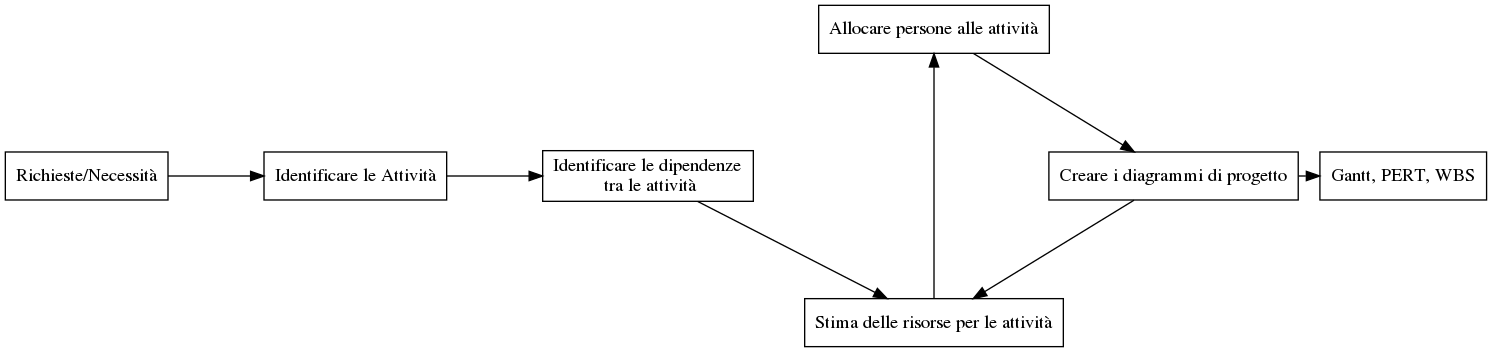 Allocare persone alle attività
Richieste/Necessità
Identificare le Attività
Identificare le dipendenze
tra le attività
Creare i diagrammi di progetto
Gantt, PERT, WBS
Stima delle risorse per le attività